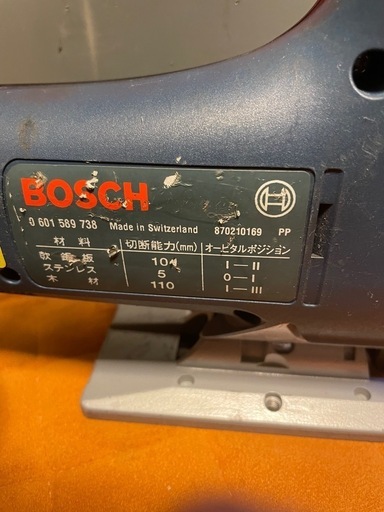 BOSCH
0 601 589 738 Made in Switzerland 870210169 PP
材料 切断能力(mm) オービタルポジション
軟鋼板 10 I—II
ステンレス 5 0—I
木材 110 I—III